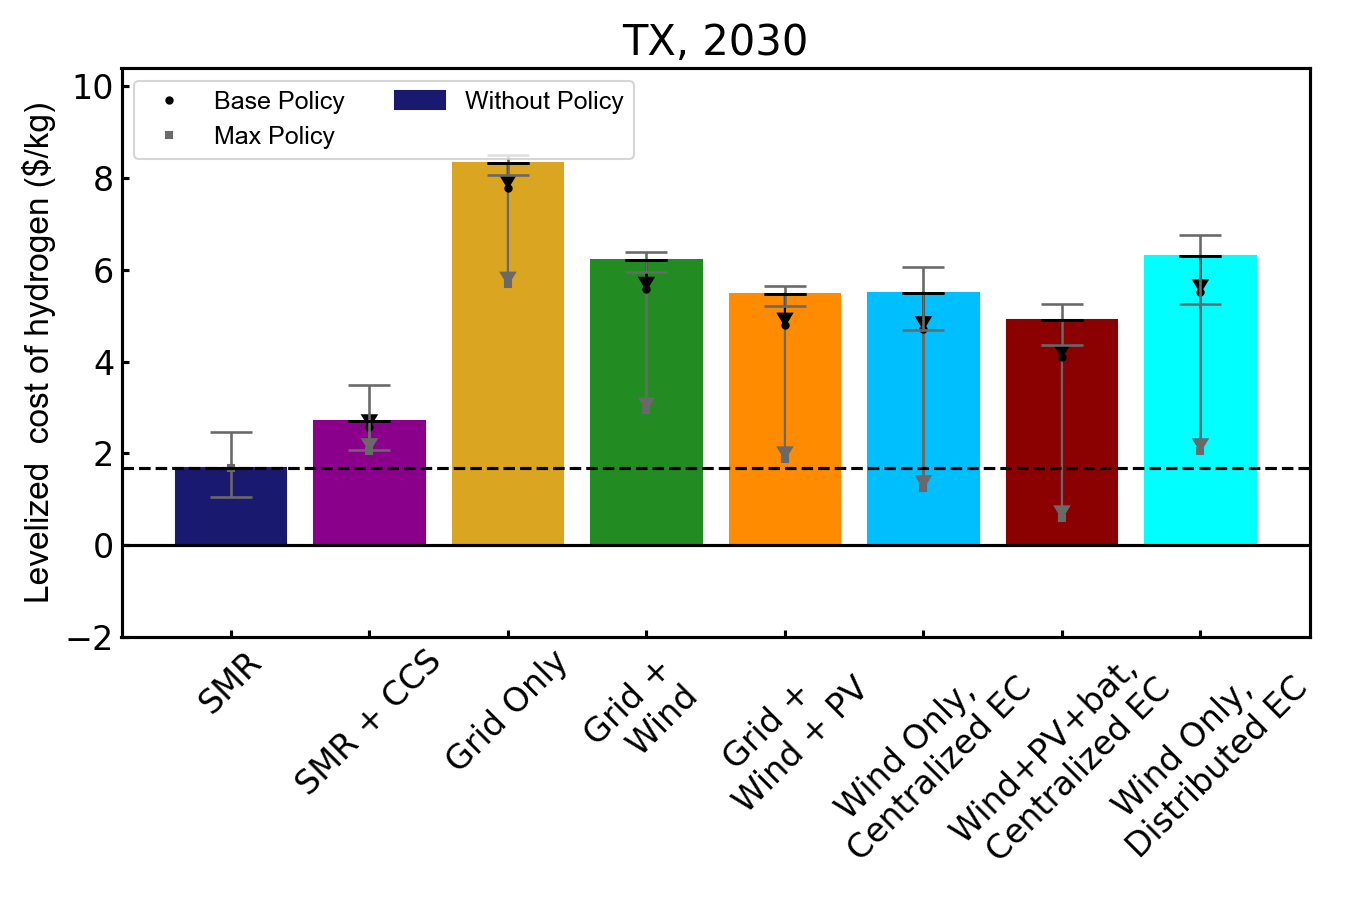 TX, 2030
Base Policy
Max Policy
Without Policy
Levelized  cost of hydrogen ($/kg)
10
8
6
4
2
0
−2
SMR
SMR + CCS
Grid Only
Grid +
Wind
Grid +
Wind + PV
Wind Only,
Centralized EC
Wind+PV+bat,
Centralized EC
Wind Only,
Distributed EC